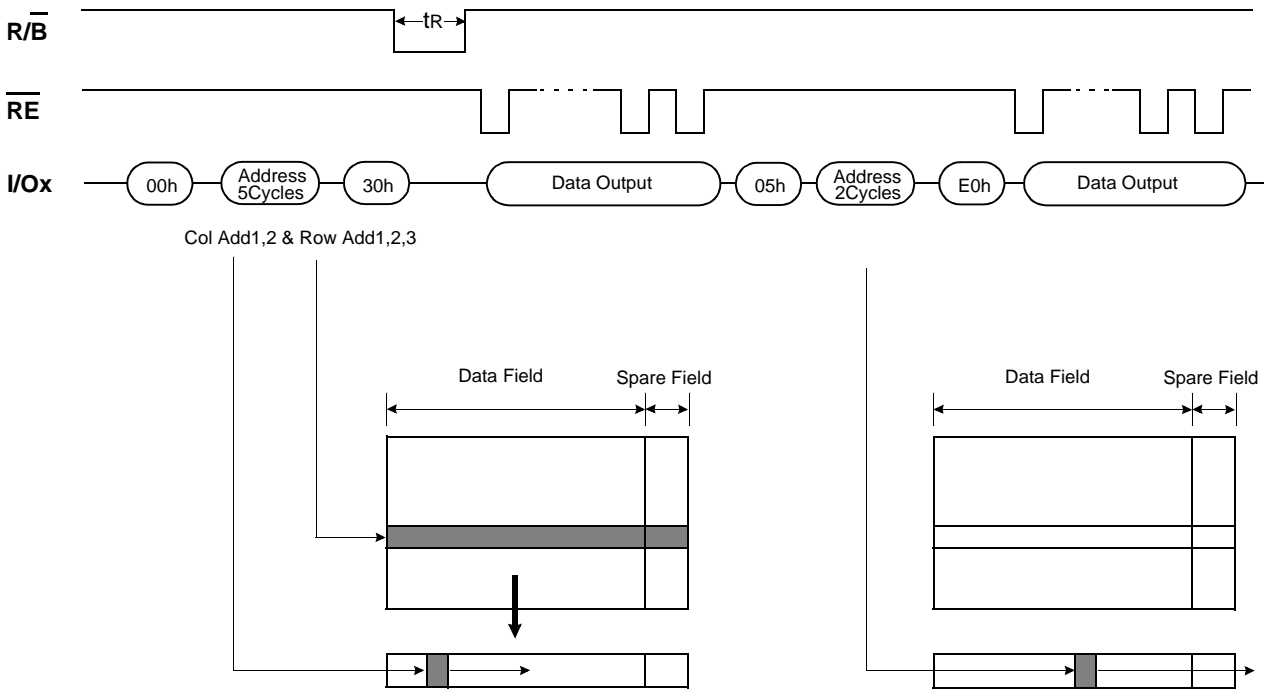 R/B̅
tR
R̅E̅
I/Ox
00h
Address
5Cycles
30h
Data Output
05h
Address
2Cycles
E0h
Data Output
Col Add1,2 & Row Add1,2,3
Data Field
Spare Field
Data Field
Spare Field